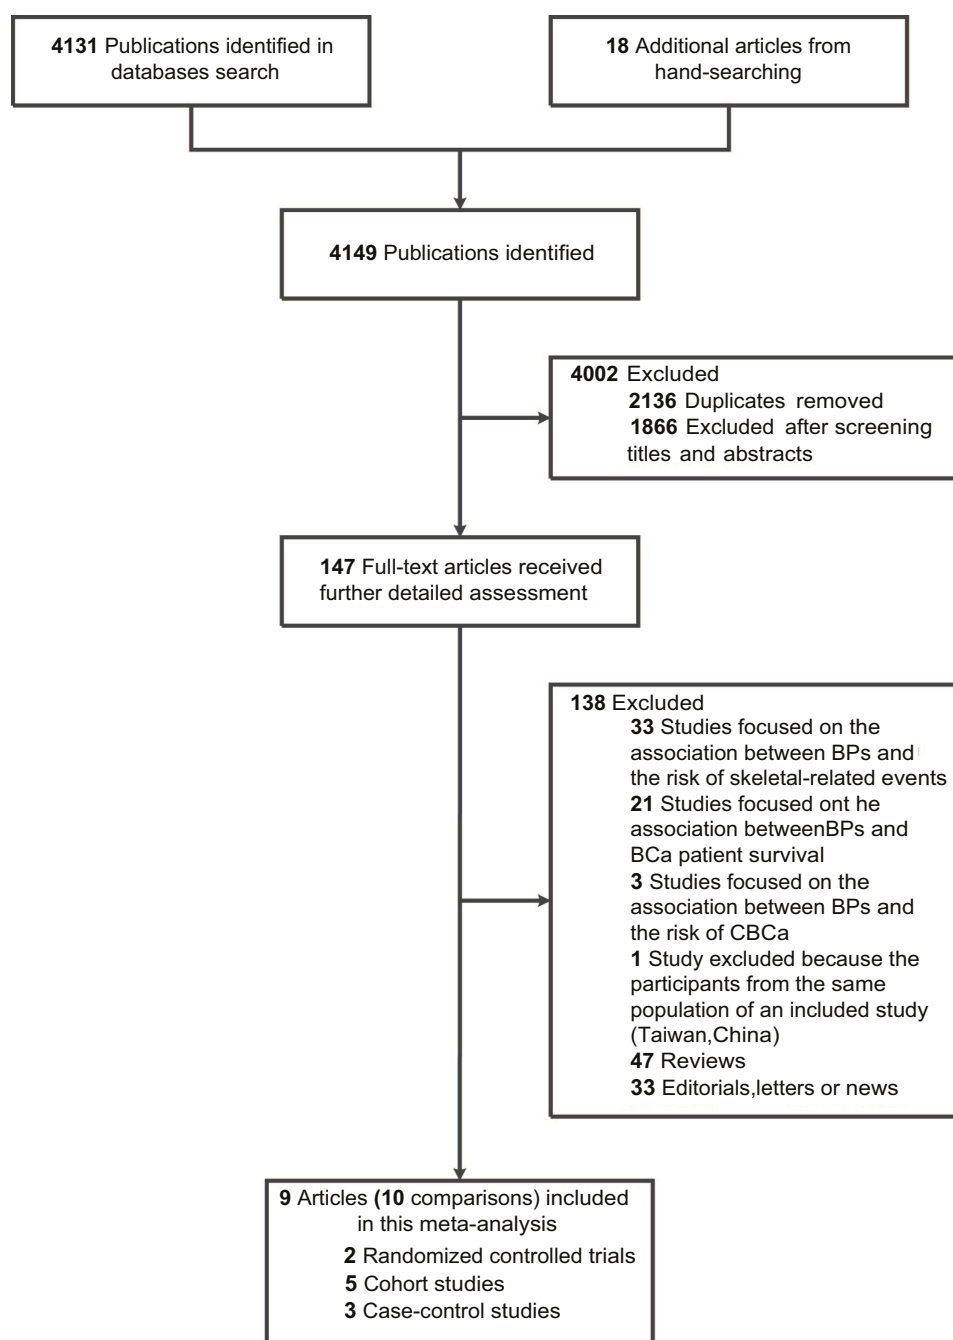 4131 Publications identified in
databases search
18 Additional articles from
hand-searching
4149 Publications identified
4002 Excluded
2136 Duplicates removed
1866 Excluded after screening
titles and abstracts
147 Full-text articles received
further detailed assessment
138 Excluded
33 Studies focused on the
association between BPs and
the risk of skeletal-related events
21 Studies focused ont he
association betweenBPs and
BCa patient survival
3 Studies focused on the
association between BPs and
the risk of CBCa
1 Study excluded because the
participants from the same
population of an included study
(Taiwan,China)
47 Reviews
33 Editorials,letters or news
9 Articles (10 comparisons) included
in this meta-analysis
2 Randomized controlled trials
5 Cohort studies
3 Case-control studies